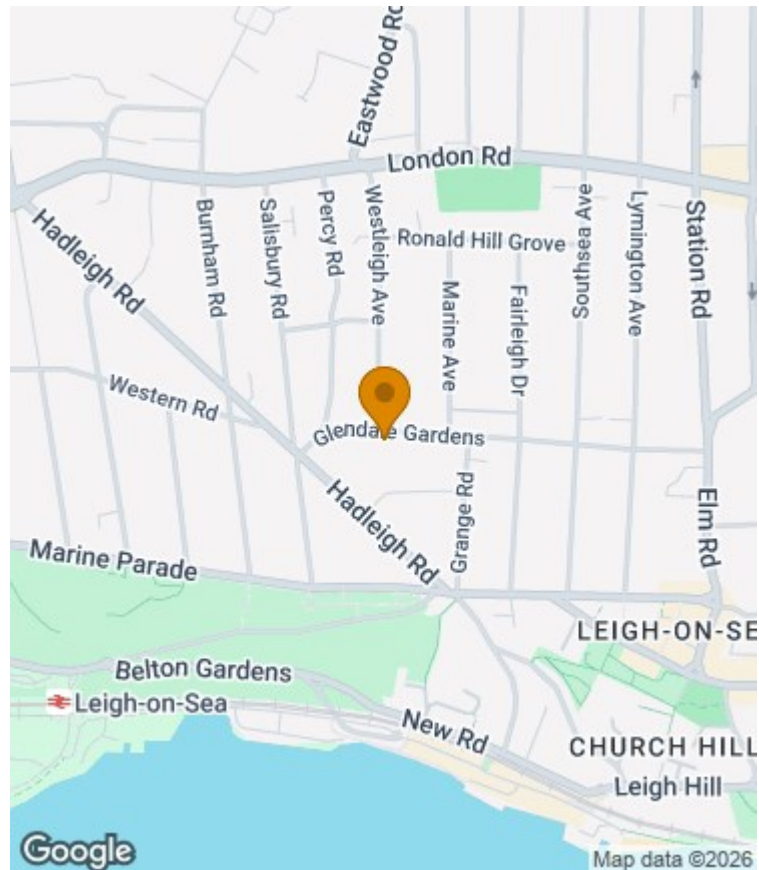 Eastwood Rd
London Rd
Hadleigh Rd
Burnham Rd
Salisbury Rd
Percy Rd
Westleigh Ave
Ronald Hill Grove
Marine Ave
Fairleigh Dr
Southsea Ave
Lymington Ave
Station Rd
Western Rd
Glendale Gardens
Hadleigh Rd
Grange Rd
Elm Rd
Marine Parade
LEIGH-ON-SE
Belton Gardens
Leigh-on-Sea
New Rd
CHURCH HILL
Leigh Hill
Google
Map data ©2026